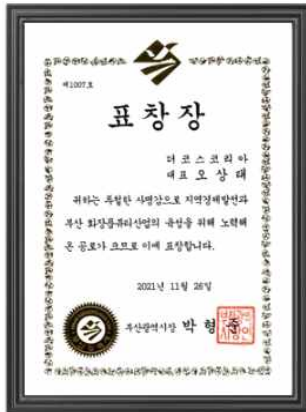 제1007호
표창장
더코스코리아
대표 오상태
귀하는 투철한 사명감으로 지역경제발전과
부산 화장품뷰티산업의 육성을 위해 노력해
온 공로가 크므로 이에 표창합니다.
2021년 11월 26일
부산광역시장 박형준